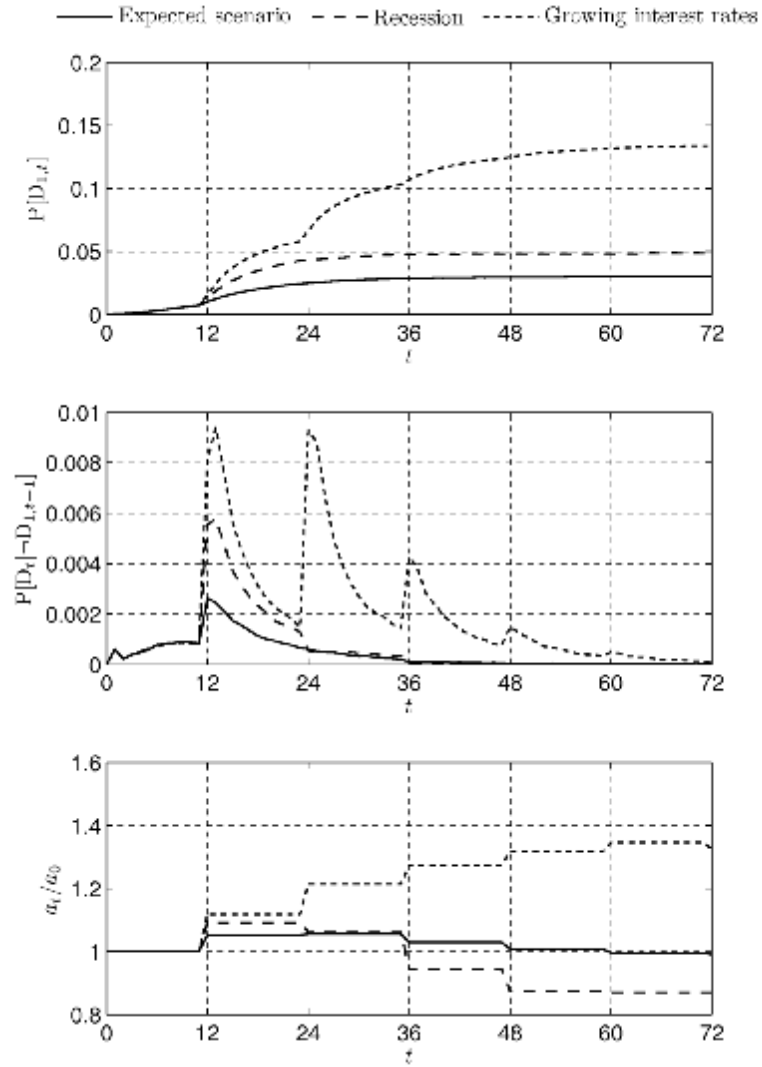 Expected scenario Recession Growing interest rates
0.2
0.15
0.1
0.05
0
P[D₁,t]
0 12 24 36 48 60 72
t
0.01
0.008
0.006
0.004
0.002
0
P[Dt|¬D₁,t−1]
0 12 24 36 48 60 72
t
1.6
1.4
1.2
1
0.8
at/a0
0 12 24 36 48 60 72
t